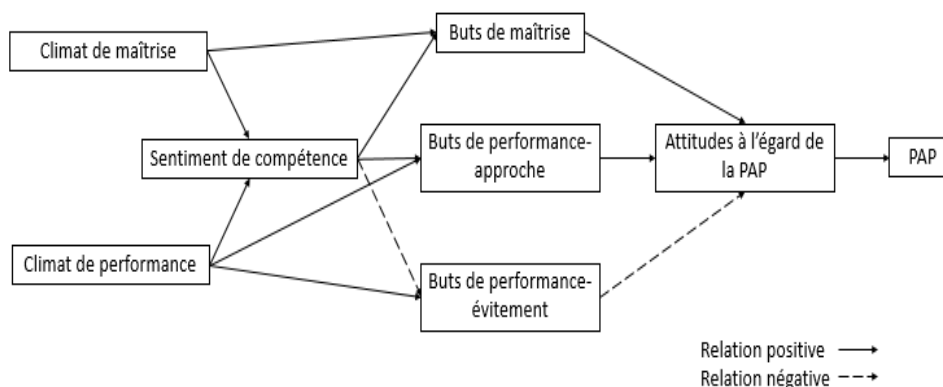 Climat de maîtrise
Buts de maîtrise
Sentiment de compétence
Buts de performance-
approche
Attitudes à l'égard de
la PAP
PAP
Climat de performance
Buts de performance-
évitement
Relation positive
Relation négative